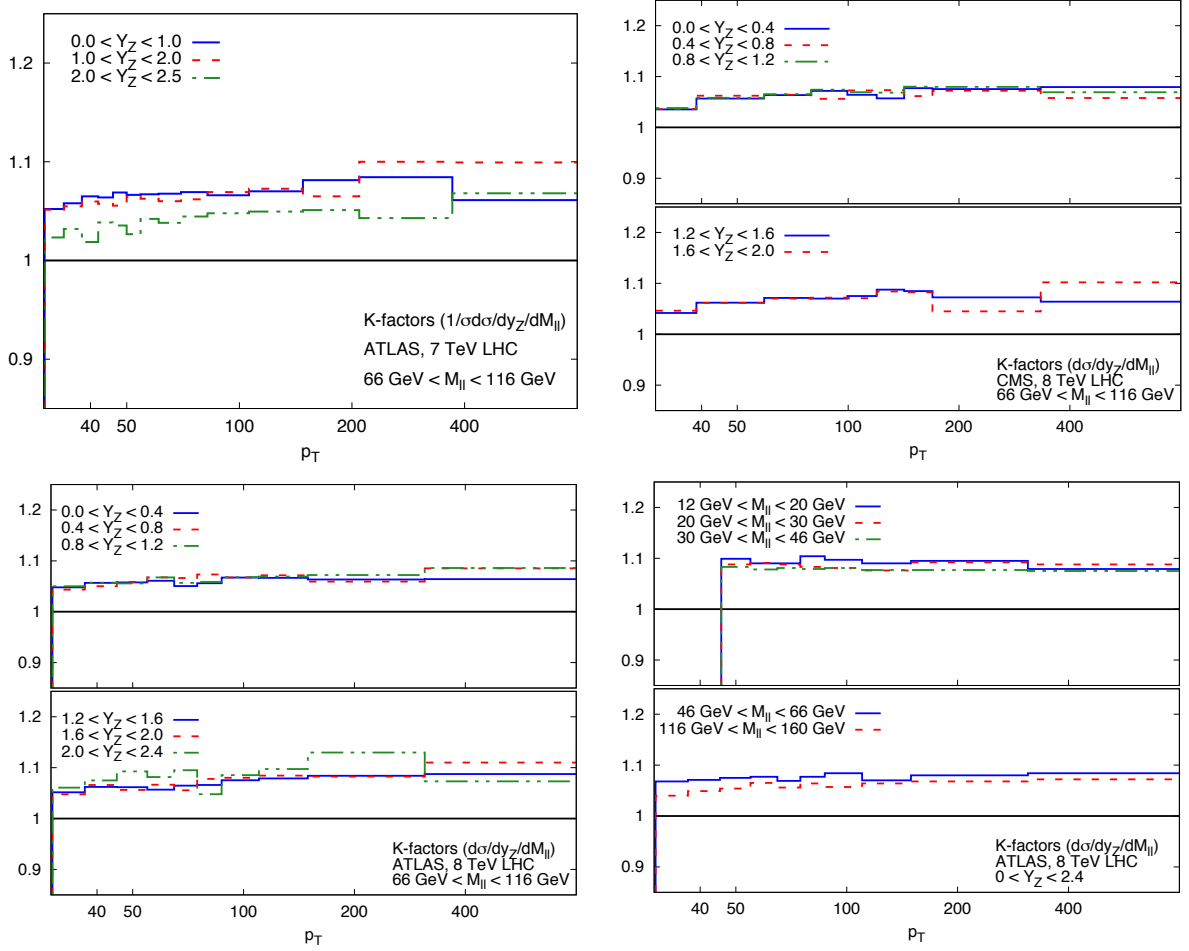 0.0 < Y_Z < 1.0
1.0 < Y_Z < 2.0
2.0 < Y_Z < 2.5
1.2
1.1
1
0.9
K-factors (1/σdσ/dy_Z/dM_ll)
ATLAS, 7 TeV LHC
66 GeV < M_ll < 116 GeV
40 50 100 200 400
p_T
0.0 < Y_Z < 0.4
0.4 < Y_Z < 0.8
0.8 < Y_Z < 1.2
1.2
1.1
1
0.9
1.2 < Y_Z < 1.6
1.6 < Y_Z < 2.0
1.2
1.1
1
0.9
K-factors (dσ/dy_Z/dM_ll)
CMS, 8 TeV LHC
66 GeV < M_ll < 116 GeV
40 50 100 200 400
p_T
0.0 < Y_Z < 0.4
0.4 < Y_Z < 0.8
0.8 < Y_Z < 1.2
1.2
1.1
1
0.9
1.2 < Y_Z < 1.6
1.6 < Y_Z < 2.0
2.0 < Y_Z < 2.4
1.2
1.1
1
0.9
K-factors (dσ/dy_Z/dM_ll)
ATLAS, 8 TeV LHC
66 GeV < M_ll < 116 GeV
40 50 100 200 400
p_T
12 GeV < M_ll < 20 GeV
20 GeV < M_ll < 30 GeV
30 GeV < M_ll < 46 GeV
1.2
1.1
1
0.9
46 GeV < M_ll < 66 GeV
116 GeV < M_ll < 160 GeV
1.2
1.1
1
0.9
K-factors (dσ/dy_Z/dM_ll)
ATLAS, 8 TeV LHC
0 < Y_Z < 2.4
40 50 100 200 400
p_T